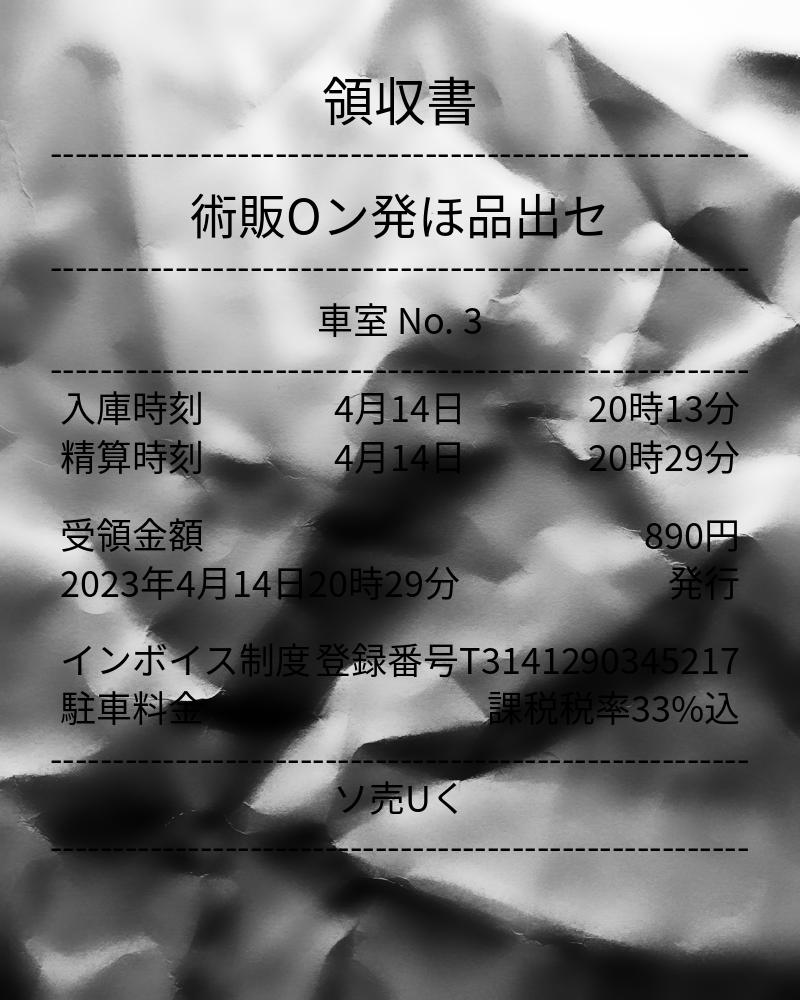 領収書
術販Oン発ほ品出セ
車室 No. 3
入庫時刻 4月14日 20時13分
精算時刻 4月14日 20時29分
受領金額 890円
2023年4月14日20時29分 発行
インボイス制度 登録番号T3141290345217
駐車料金 課税税率33%込
ソ売Uく